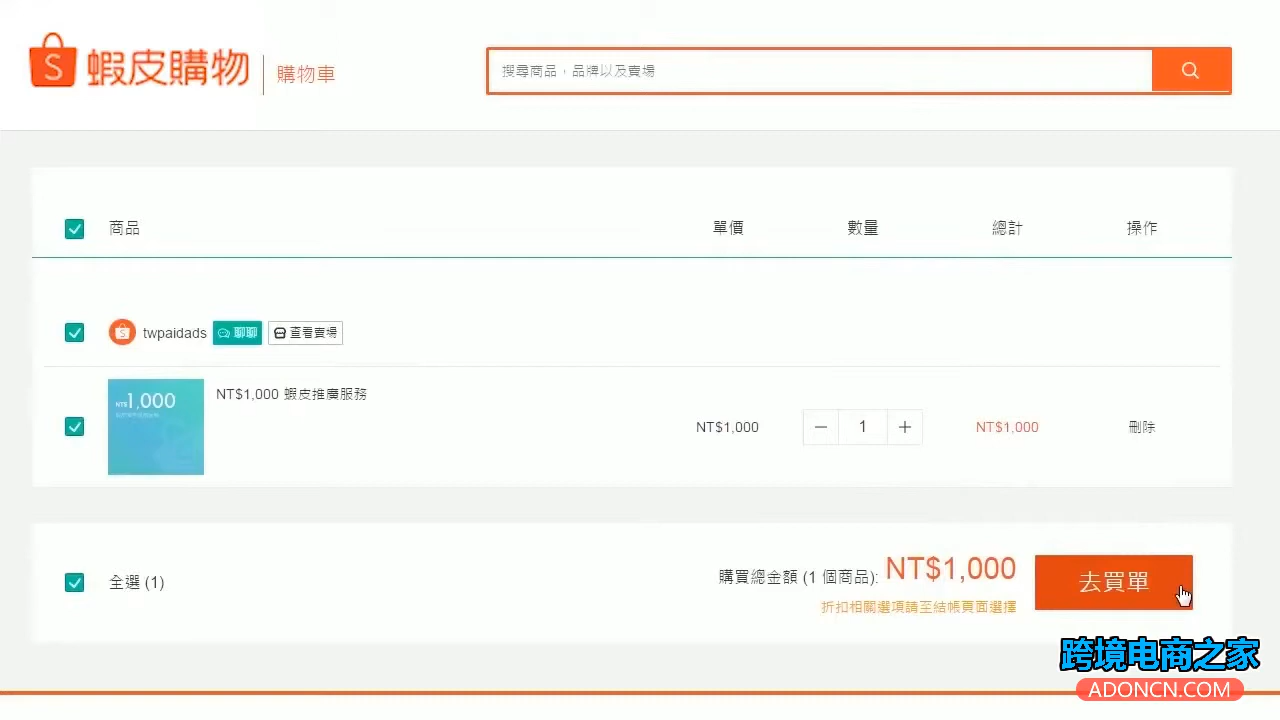 蝦皮購物
購物車
搜尋商品，品牌以及賣場
商品 單價 數量 總計 操作
twpaidads 聊聊 查看賣場
NT$1,000
NT$1,000 蝦皮推廣服務
NT$1,000 1 NT$1,000 刪除
全選 (1)
購買總金額 (1 個商品): NT$1,000
折扣相關選項請至結帳頁面選擇
去買單
跨境电商之家
ADONCN.COM